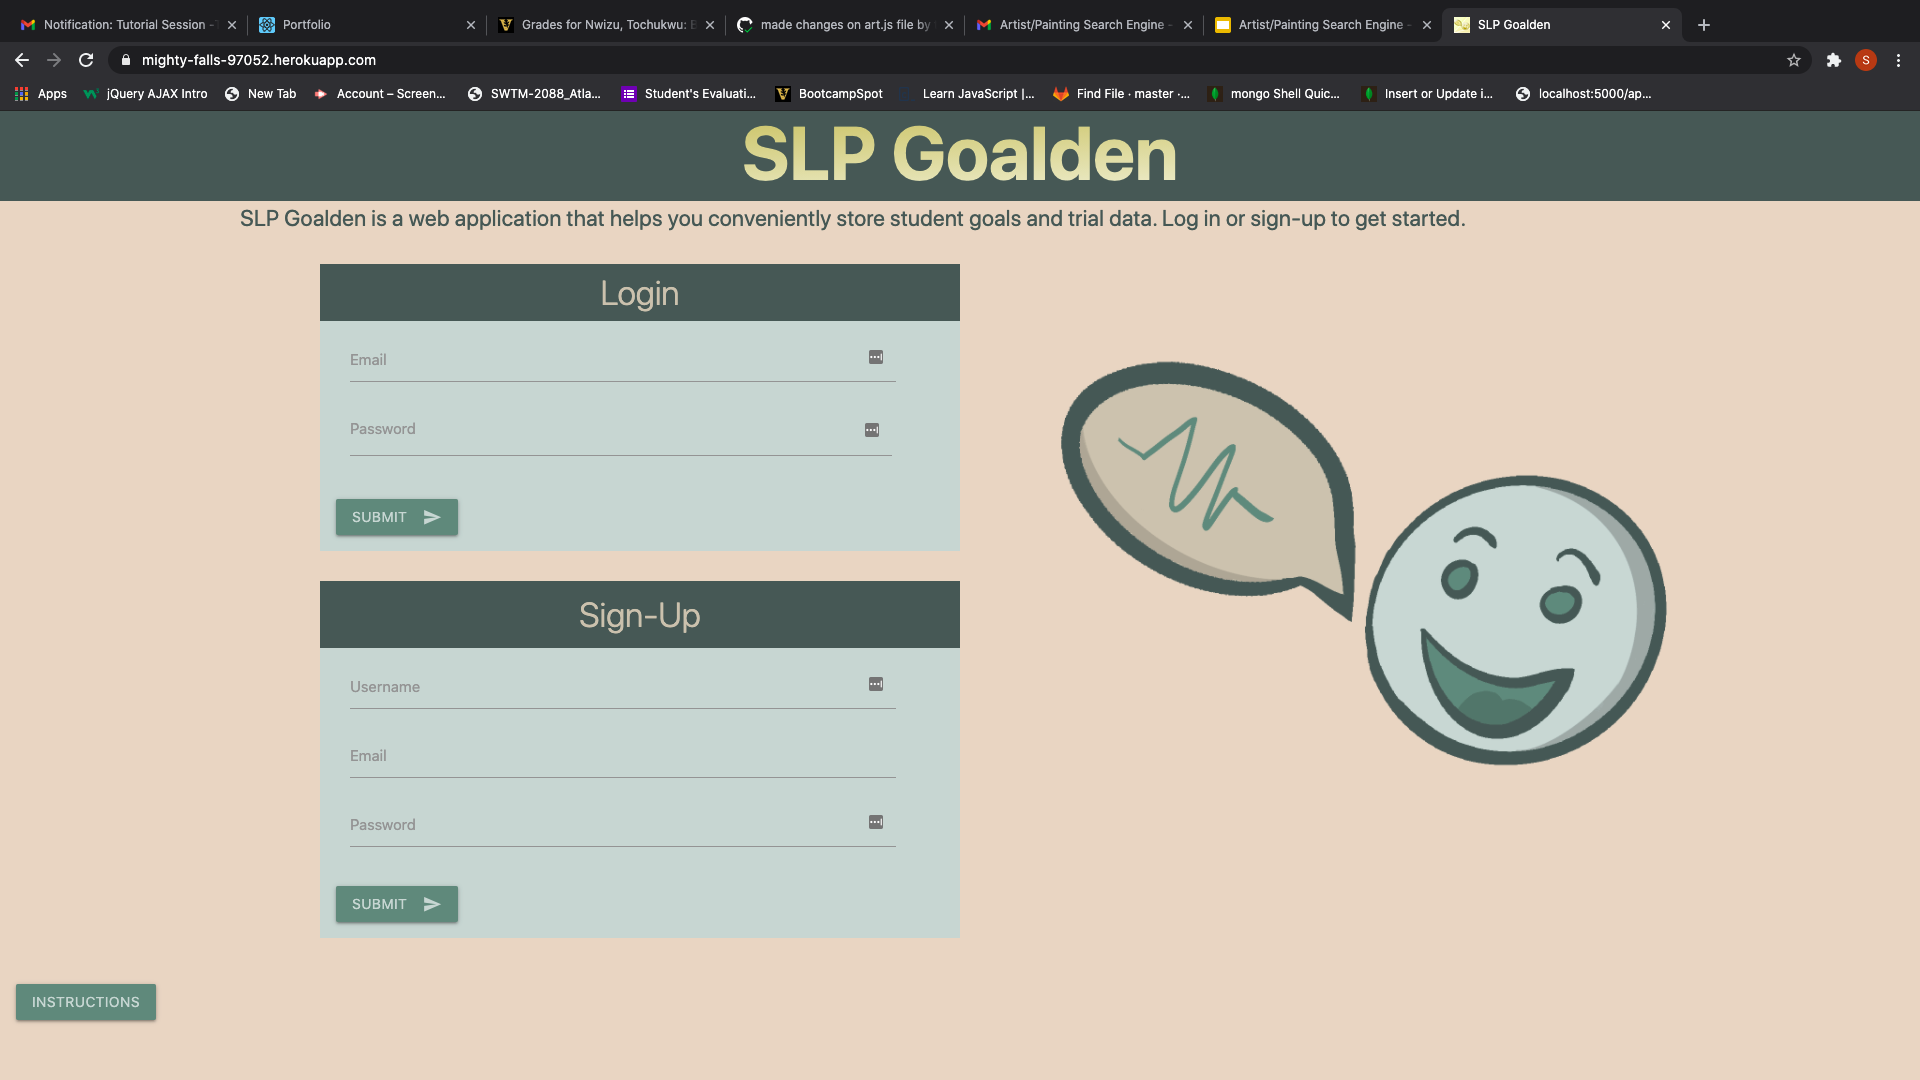 Notification: Tutorial Session -
Portfolio
Grades for Nwizu, Tochukwu:
made changes on art.js file by
Artist/Painting Search Engine -
Artist/Painting Search Engine -
SLP Goalden
mighty-falls-97052.herokuapp.com
S
Apps
jQuery AJAX Intro
New Tab
Account – Screen...
SWTM-2088_Atla...
Student's Evaluati...
BootcampSpot
Learn JavaScript |...
Find File · master ·...
mongo Shell Quic...
Insert or Update i...
localhost:5000/ap...
SLP Goalden
SLP Goalden is a web application that helps you conveniently store student goals and trial data. Log in or sign-up to get started.
Login
Email
Password
SUBMIT
Sign-Up
Username
Email
Password
SUBMIT
INSTRUCTIONS